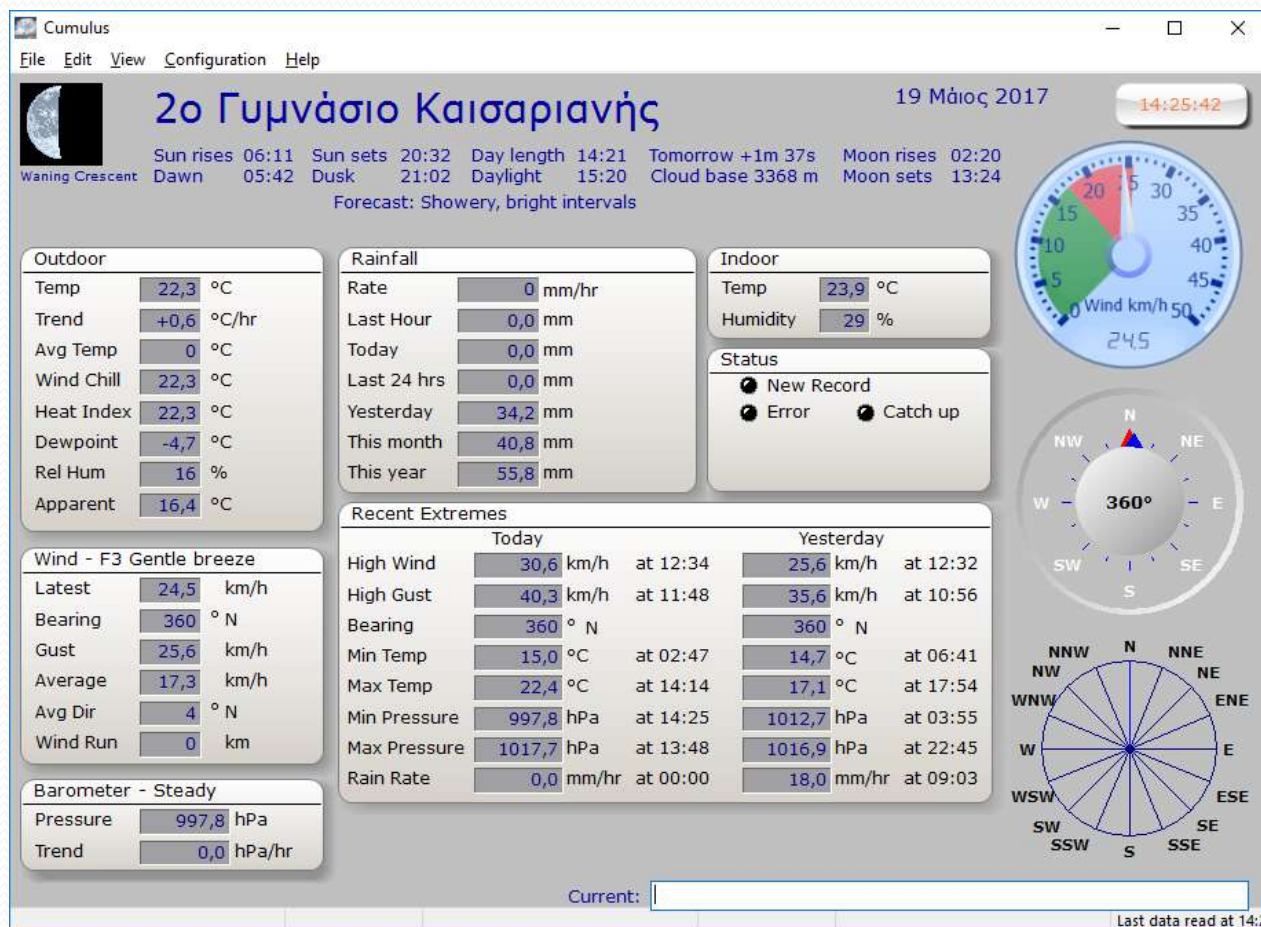 Cumulus
File Edit View Configuration Help
2ο Γυμνάσιο Καισαριανής
19 Μάιος 2017
14:25:42
Waning Crescent
Sun rises 06:11 Sun sets 20:32 Day length 14:21 Tomorrow +1m 37s Moon rises 02:20
Dawn 05:42 Dusk 21:02 Daylight 15:20 Cloud base 3368 m Moon sets 13:24
Forecast: Showery, bright intervals
Outdoor
Temp 22,3 °C
Trend +0,6 °C/hr
Avg Temp 0 °C
Wind Chill 22,3 °C
Heat Index 22,3 °C
Dewpoint -4,7 °C
Rel Hum 16 %
Apparent 16,4 °C
Rainfall
Rate 0 mm/hr
Last Hour 0,0 mm
Today 0,0 mm
Last 24 hrs 0,0 mm
Yesterday 34,2 mm
This month 40,8 mm
This year 55,8 mm
Indoor
Temp 23,9 °C
Humidity 29 %
Status
New Record
Error Catch up
Wind - F3 Gentle breeze
Latest 24,5 km/h
Bearing 360 ° N
Gust 25,6 km/h
Average 17,3 km/h
Avg Dir 4 ° N
Wind Run 0 km
Barometer - Steady
Pressure 997,8 hPa
Trend 0,0 hPa/hr
Recent Extremes
Today Yesterday
High Wind 30,6 km/h at 12:34 25,6 km/h at 12:32
High Gust 40,3 km/h at 11:48 35,6 km/h at 10:56
Bearing 360 ° N 360 ° N
Min Temp 15,0 °C at 02:47 14,7 °C at 06:41
Max Temp 22,4 °C at 14:14 17,1 °C at 17:54
Min Pressure 997,8 hPa at 14:25 1012,7 hPa at 03:55
Max Pressure 1017,7 hPa at 13:48 1016,9 hPa at 22:45
Rain Rate 0,0 mm/hr at 00:00 18,0 mm/hr at 09:03
0 5 10 15 20 25 30 35 40 45 50
Wind km/h
24.5
N
NW NE
W 360° E
SW SE
S
NNW N NNE
NW NE
WNW ENE
W E
WSW ESE
SW SE
SSW S SSE
Current:
Last data read at